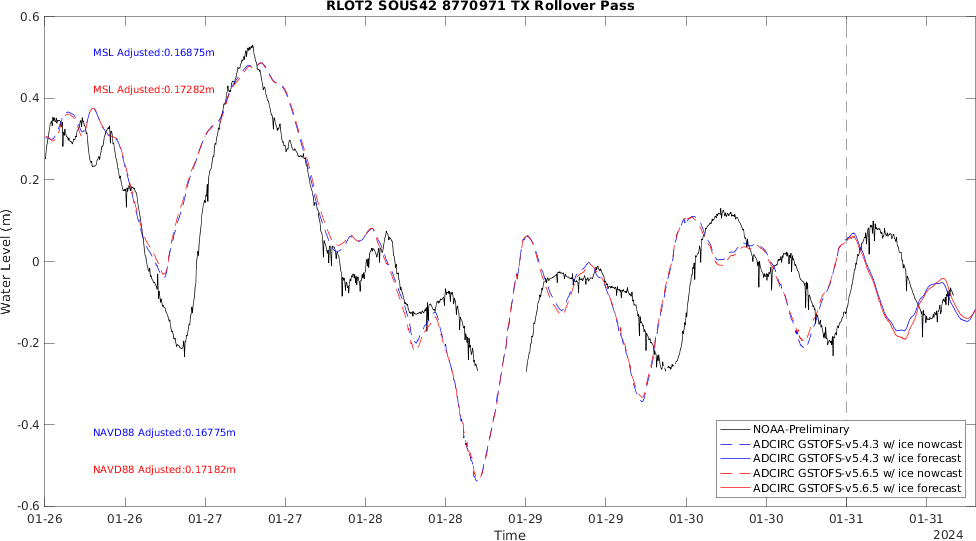 RLOT2 SOUS42 8770971 TX Rollover Pass
Water Level (m)
0.6
0.4
0.2
0
-0.2
-0.4
-0.6
MSL Adjusted:0.16875m
MSL Adjusted:0.17282m
NAVD88 Adjusted:0.16775m
NAVD88 Adjusted:0.17182m
NOAA-Preliminary
ADCIRC GSTOFS-v5.4.3 w/ ice nowcast
ADCIRC GSTOFS-v5.4.3 w/ ice forecast
ADCIRC GSTOFS-v5.6.5 w/ ice nowcast
ADCIRC GSTOFS-v5.6.5 w/ ice forecast
01-26 01-26 01-27 01-27 01-28 01-28 01-29 01-29 01-30 01-30 01-31 01-31
Time
2024